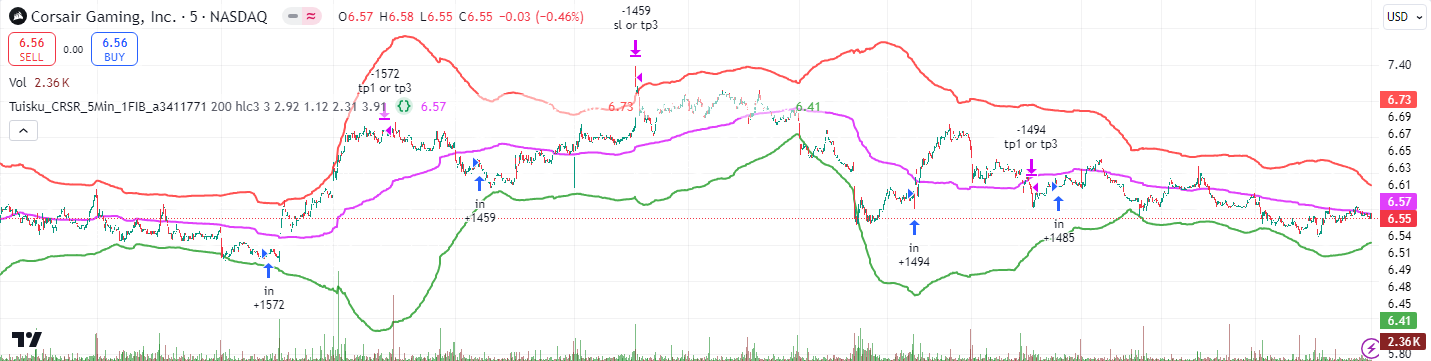 Corsair Gaming, Inc. · 5 · NASDAQ O6.57 H6.58 L6.55 C6.55 −0.03 (−0.46%)
6.56 SELL
0.00
6.56 BUY
Vol 2.36 K
Tuisku_CRSR_5Min_1FIB_a3411771 200 hlc3 3 2.92 1.12 2.31 3.91 {} 6.57 6.73 6.41
-1572
tp1 or tp3
-1459
sl or tp3
-1494
tp1 or tp3
in
+1572
in
+1459
in
+1494
in
+1485
USD
7.40
6.73
6.69
6.67
6.65
6.63
6.61
6.57
6.55
6.54
6.51
6.49
6.48
6.45
6.41
2.36 K
5.80